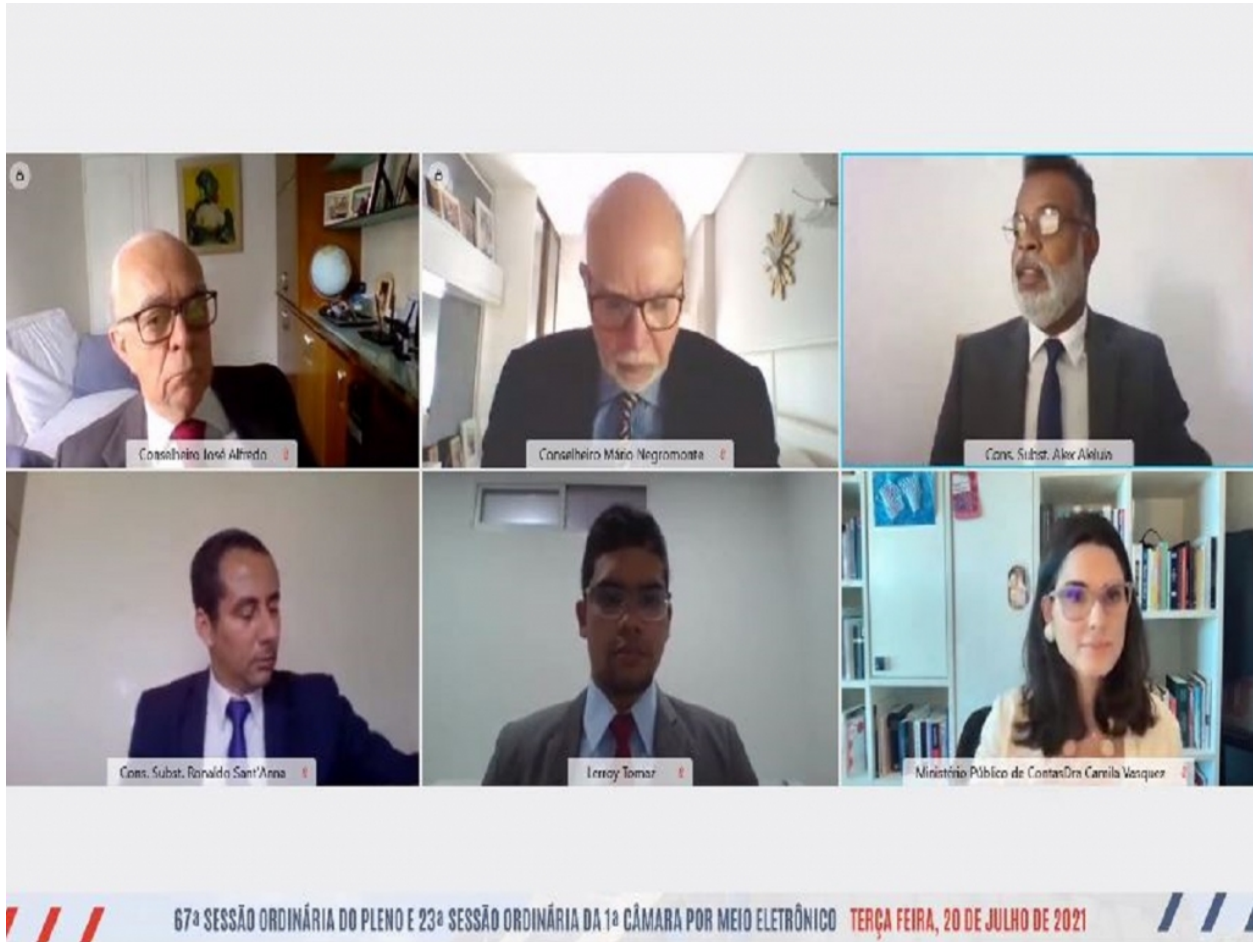 Conselheiro José Alfredo
Conselheiro Mário Negromonte
Cons. Subst. Alex Aleluia
Cons. Subst. Ronaldo Sant'Anna
Lerroy Tomaz
Ministério Público de ContasDra Camila Vasquez
67ª SESSÃO ORDINÁRIA DO PLENO E 23ª SESSÃO ORDINÁRIA DA 1ª CÂMARA POR MEIO ELETRÔNICO TERÇA FEIRA, 20 DE JULHO DE 2021